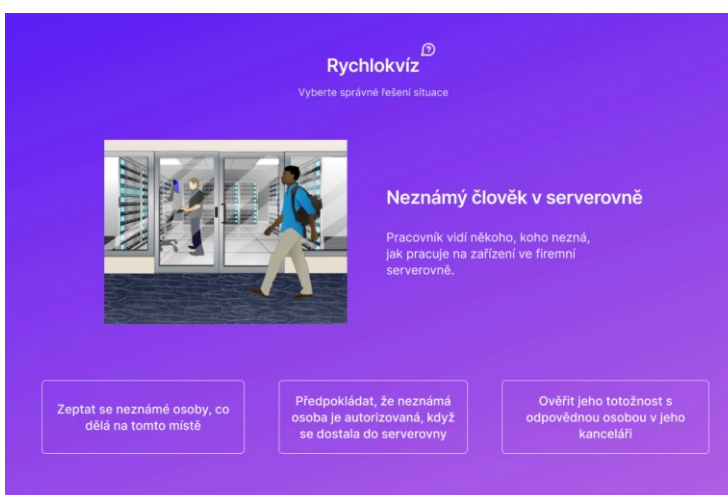 Rychlokvíz
Vyberte správné řešení situace
Neznámý člověk v serverovně
Pracovník vidí někoho, koho nezná,
jak pracuje na zařízení ve firemní
serverovně.
Zeptat se neznámé osoby, co
dělá na tomto místě
Předpokládat, že neznámá
osoba je autorizovaná, když
se dostala do serverovny
Ověřit jeho totožnost s
odpovědnou osobou v jeho
kanceláři